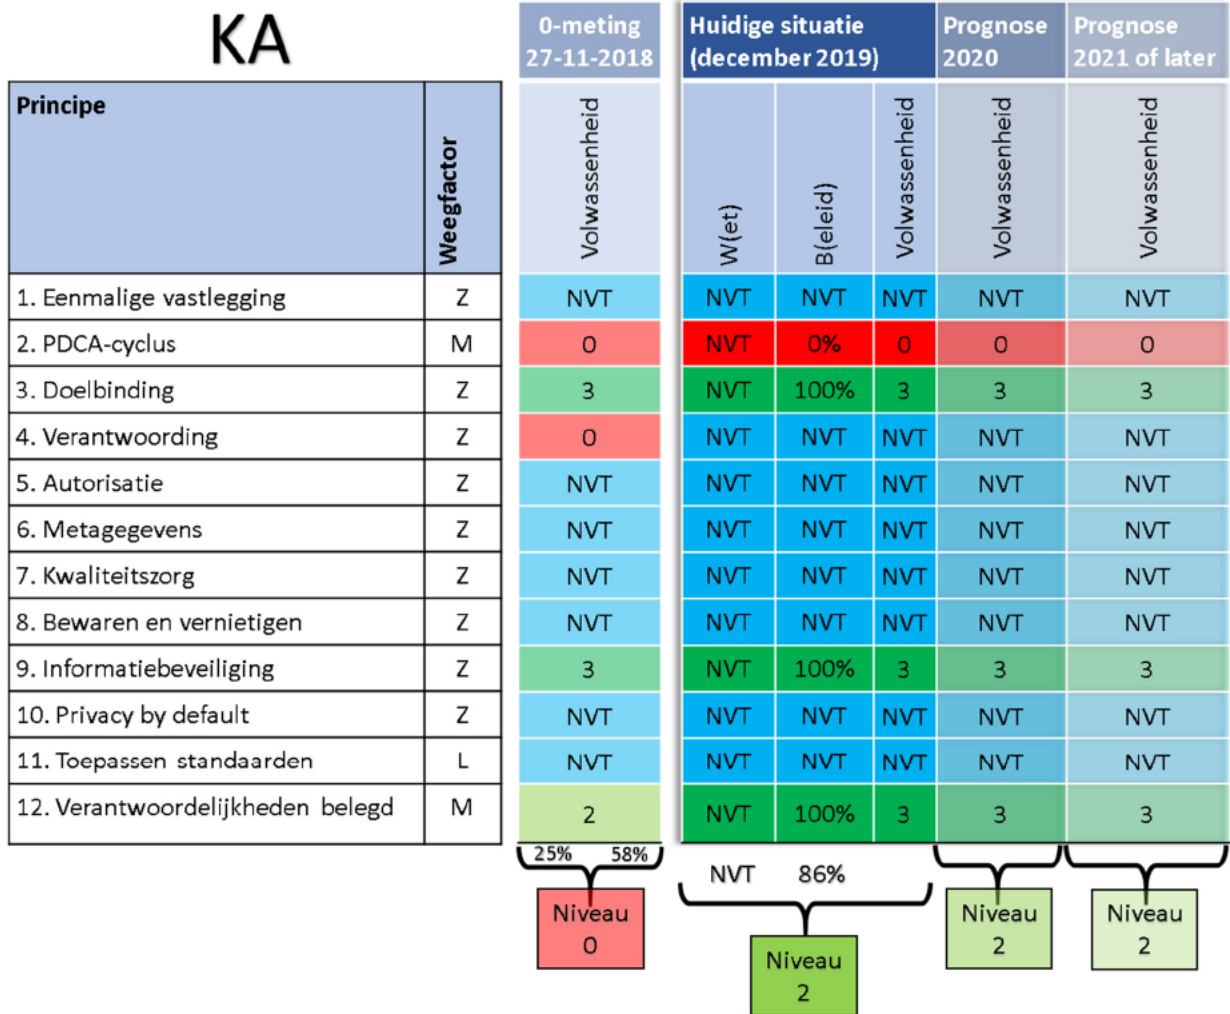 KA
0-meting
27-11-2018
Huidige situatie
(december 2019)
Prognose
2020
Prognose
2021 of later
Principe
Weegfactor
Volwassenheid
W(et)
B(eleid)
Volwassenheid
Volwassenheid
Volwassenheid
1. Eenmalige vastlegging Z NVT NVT NVT NVT NVT NVT
2. PDCA-cyclus M 0 NVT 0% 0 0 0
3. Doelbinding Z 3 NVT 100% 3 3 3
4. Verantwoording Z 0 NVT NVT NVT NVT NVT
5. Autorisatie Z NVT NVT NVT NVT NVT NVT
6. Metagegevens Z NVT NVT NVT NVT NVT NVT
7. Kwaliteitszorg Z NVT NVT NVT NVT NVT NVT
8. Bewaren en vernietigen Z NVT NVT NVT NVT NVT NVT
9. Informatiebeveiliging Z 3 NVT 100% 3 3 3
10. Privacy by default Z NVT NVT NVT NVT NVT NVT
11. Toepassen standaarden L NVT NVT NVT NVT NVT NVT
12. Verantwoordelijkheden belegd M 2 NVT 100% 3 3 3
25% 58%
NVT 86%
Niveau
0
Niveau
2
Niveau
2
Niveau
2